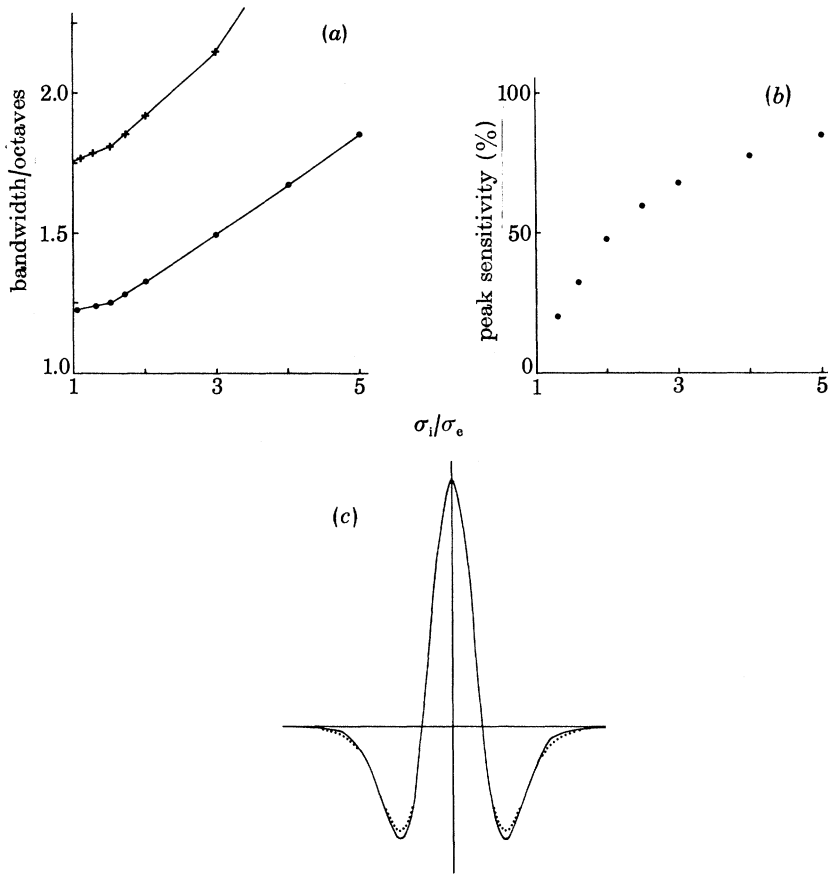 (a)
bandwidth/octaves
2.0
1.5
1.0
1
3
5
(b)
peak sensitivity (%)
100
50
0
1
3
5
σi/σe
(c)